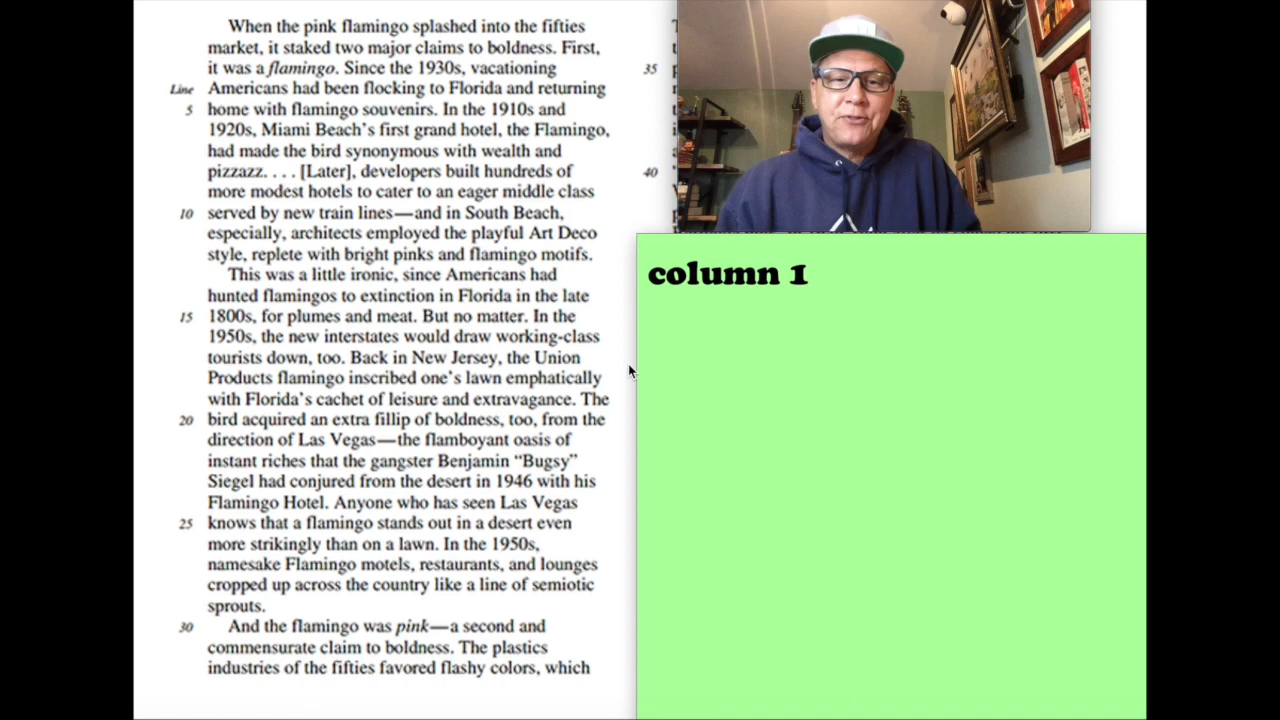 When the pink flamingo splashed into the fifties
market, it staked two major claims to boldness. First,
it was a flamingo. Since the 1930s, vacationing
Line Americans had been flocking to Florida and returning
5 home with flamingo souvenirs. In the 1910s and
1920s, Miami Beach's first grand hotel, the Flamingo,
had made the bird synonymous with wealth and
pizzazz. . . . [Later], developers built hundreds of
more modest hotels to cater to an eager middle class
10 served by new train lines—and in South Beach,
especially, architects employed the playful Art Deco
style, replete with bright pinks and flamingo motifs.
This was a little ironic, since Americans had
hunted flamingos to extinction in Florida in the late
15 1800s, for plumes and meat. But no matter. In the
1950s, the new interstates would draw working-class
tourists down, too. Back in New Jersey, the Union
Products flamingo inscribed one's lawn emphatically
with Florida's cachet of leisure and extravagance. The
20 bird acquired an extra fillip of boldness, too, from the
direction of Las Vegas—the flamboyant oasis of
instant riches that the gangster Benjamin “Bugsy”
Siegel had conjured from the desert in 1946 with his
Flamingo Hotel. Anyone who has seen Las Vegas
25 knows that a flamingo stands out in a desert even
more strikingly than on a lawn. In the 1950s,
namesake Flamingo motels, restaurants, and lounges
cropped up across the country like a line of semiotic
sprouts.
30 And the flamingo was pink—a second and
commensurate claim to boldness. The plastics
industries of the fifties favored flashy colors, which
35
40
column 1